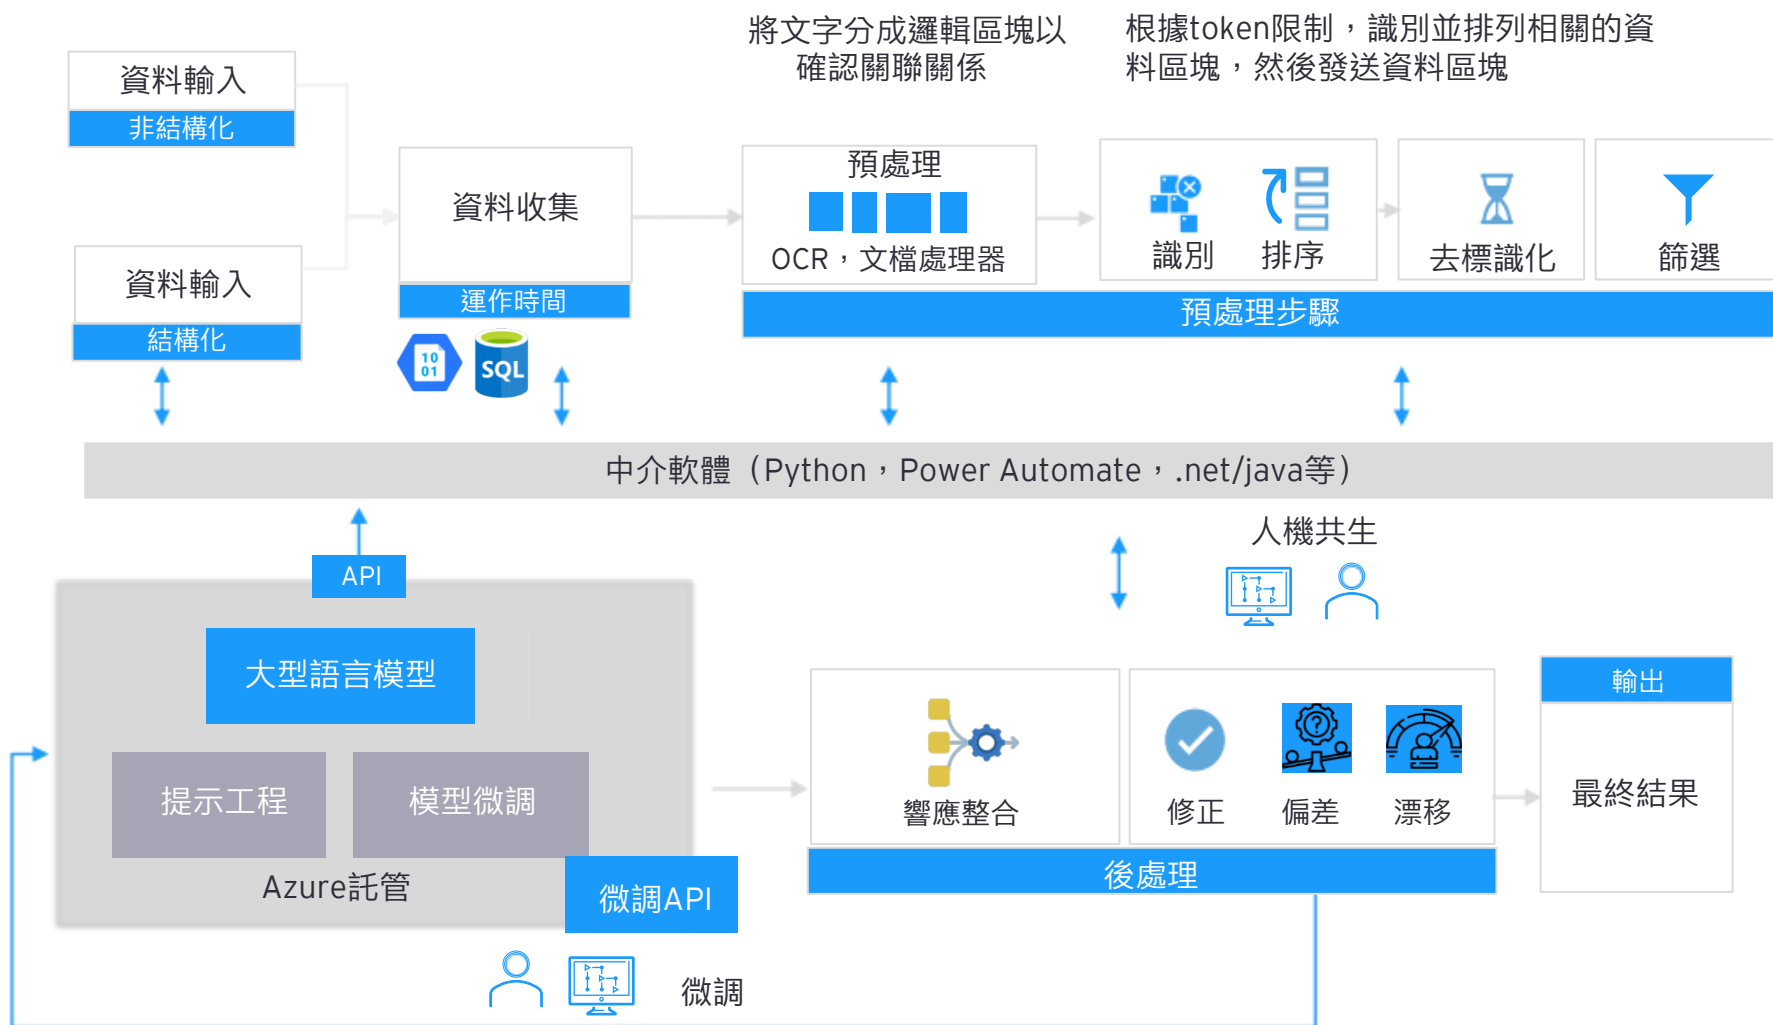 將文字分成邏輯區塊以
確認關聯關係
根據token限制，識別並排列相關的資
料區塊，然後發送資料區塊
資料輸入
非結構化
資料輸入
結構化
資料收集
運作時間
10
01
SQL
預處理
OCR，文檔處理器
識別
排序
去標識化
篩選
預處理步驟
中介軟體（Python，Power Automate，.net/java等）
人機共生
API
大型語言模型
提示工程
模型微調
Azure託管
微調API
微調
響應整合
修正
偏差
漂移
後處理
輸出
最終結果